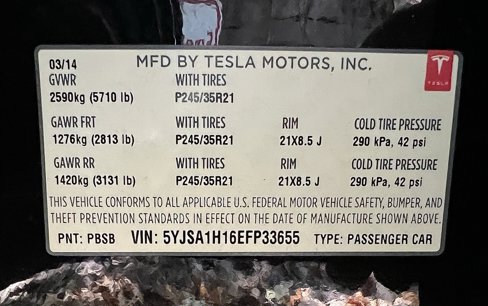 03/14 MFD BY TESLA MOTORS, INC.
TESLA
GVWR WITH TIRES
2590kg (5710 lb) P245/35R21
GAWR FRT WITH TIRES RIM COLD TIRE PRESSURE
1276kg (2813 lb) P245/35R21 21X8.5 J 290 kPa, 42 psi
GAWR RR WITH TIRES RIM COLD TIRE PRESSURE
1420kg (3131 lb) P245/35R21 21X8.5 J 290 kPa, 42 psi
THIS VEHICLE CONFORMS TO ALL APPLICABLE U.S. FEDERAL MOTOR VEHICLE SAFETY, BUMPER, AND
THEFT PREVENTION STANDARDS IN EFFECT ON THE DATE OF MANUFACTURE SHOWN ABOVE.
PNT: PBSB VIN: 5YJSA1H16EFP33655 TYPE: PASSENGER CAR